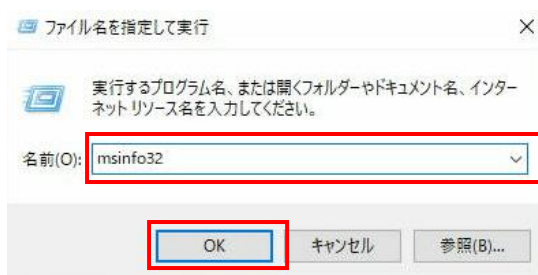 ファイル名を指定して実行
実行するプログラム名、または開くフォルダーやドキュメント名、インター
ネット リソース名を入力してください。
名前(O): msinfo32
OK キャンセル 参照(B)...